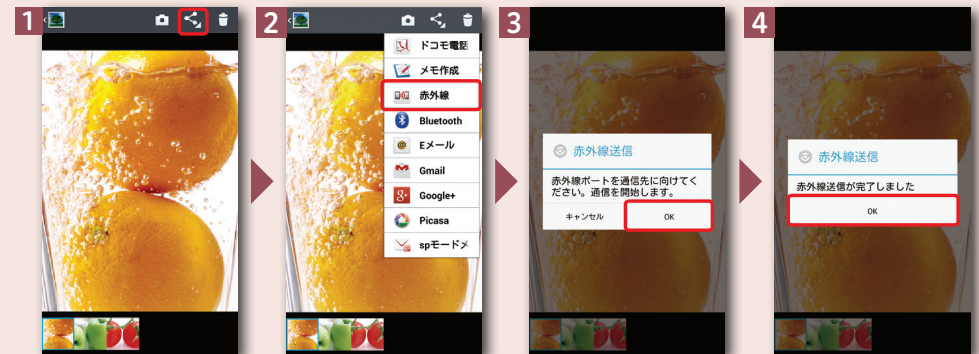 1
2
ドコモ電話
メモ作成
赤外線
Bluetooth
Eメール
Gmail
Google+
Picasa
spモードメ
3
赤外線送信
赤外線ポートを通信先に向けてく
ださい。通信を開始します。
キャンセル
OK
4
赤外線送信
赤外線送信が完了しました
OK